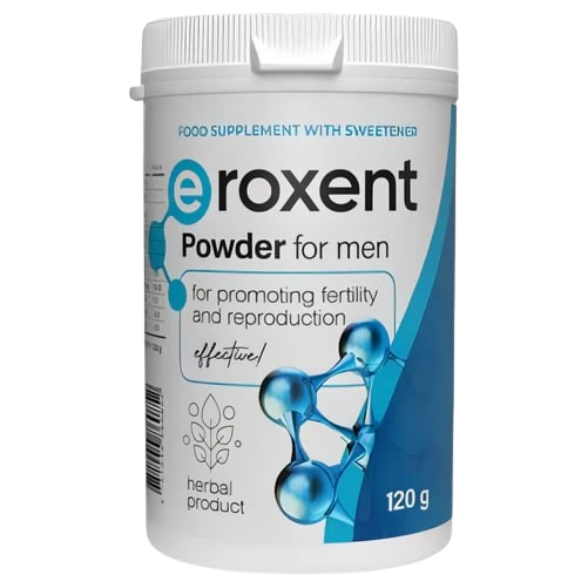 FOOD SUPPLEMENT WITH SWEETENER
eroxent
Powder for men
for promoting fertility
and reproduction
effective!
herbal
product
120 g